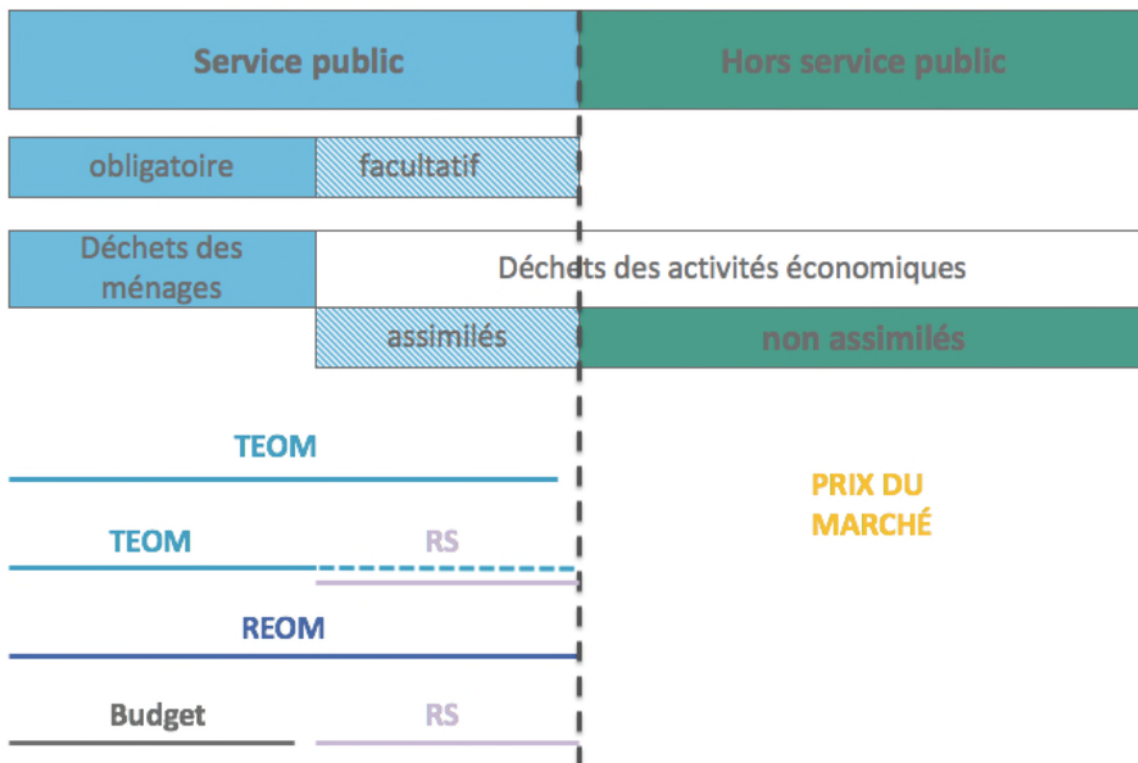 Service public
Hors service public
obligatoire
facultatif
Déchets des
ménages
Déchets des activités économiques
assimilés
non assimilés
TEOM
PRIX DU
MARCHÉ
TEOM
RS
REOM
Budget
RS